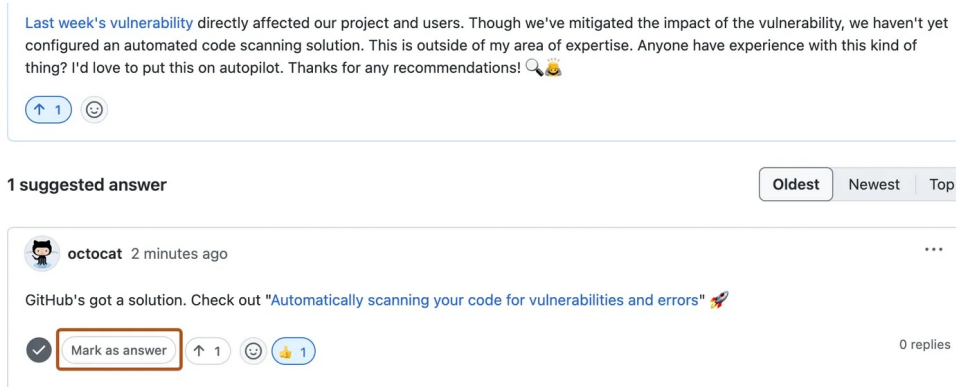 Last week's vulnerability directly affected our project and users. Though we've mitigated the impact of the vulnerability, we haven't yet
configured an automated code scanning solution. This is outside of my area of expertise. Anyone have experience with this kind of
thing? I'd love to put this on autopilot. Thanks for any recommendations! 🔍🙇
↑ 1
1 suggested answer
Oldest Newest Top
octocat 2 minutes ago
GitHub's got a solution. Check out "Automatically scanning your code for vulnerabilities and errors" 🚀
Mark as answer ↑ 1 👍 1 0 replies